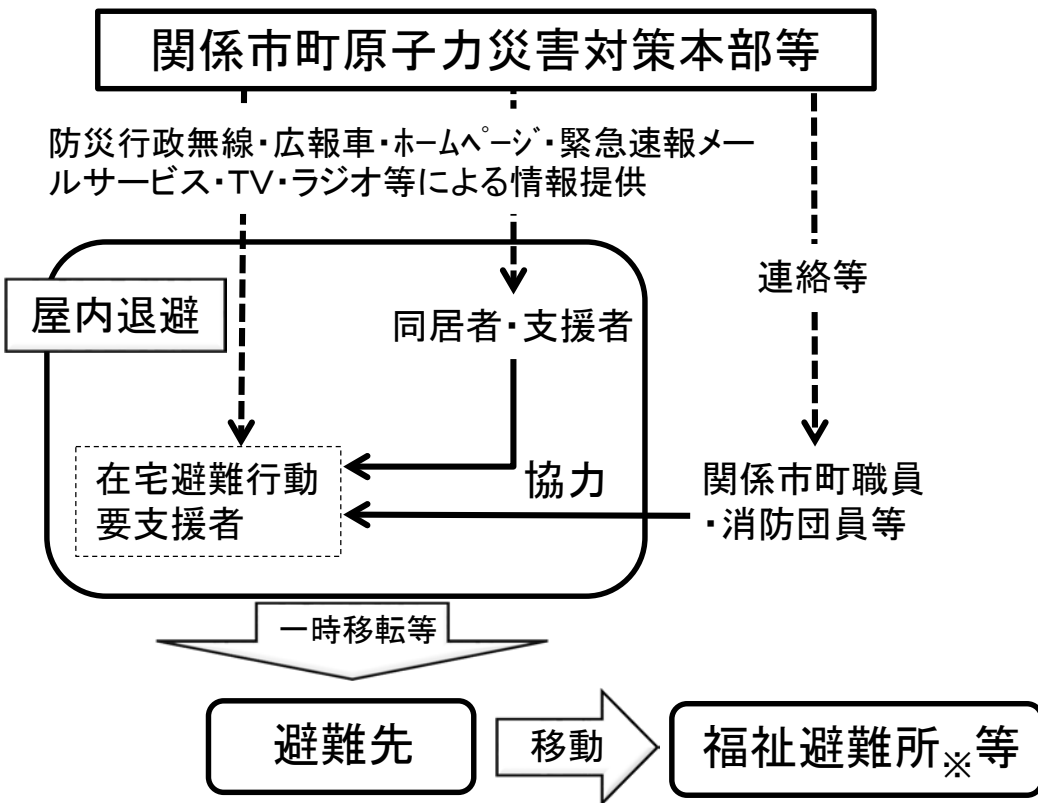 関係市町原子力災害対策本部等
防災行政無線・広報車・ﾎｰﾑﾍﾟｰｼﾞ・緊急速報メー
ルサービス・TV・ラジオ等による情報提供
連絡等
屋内退避
同居者・支援者
在宅避難行動
要支援者
協力
関係市町職員
・消防団員等
一時移転等
避難先
移動
福祉避難所※等